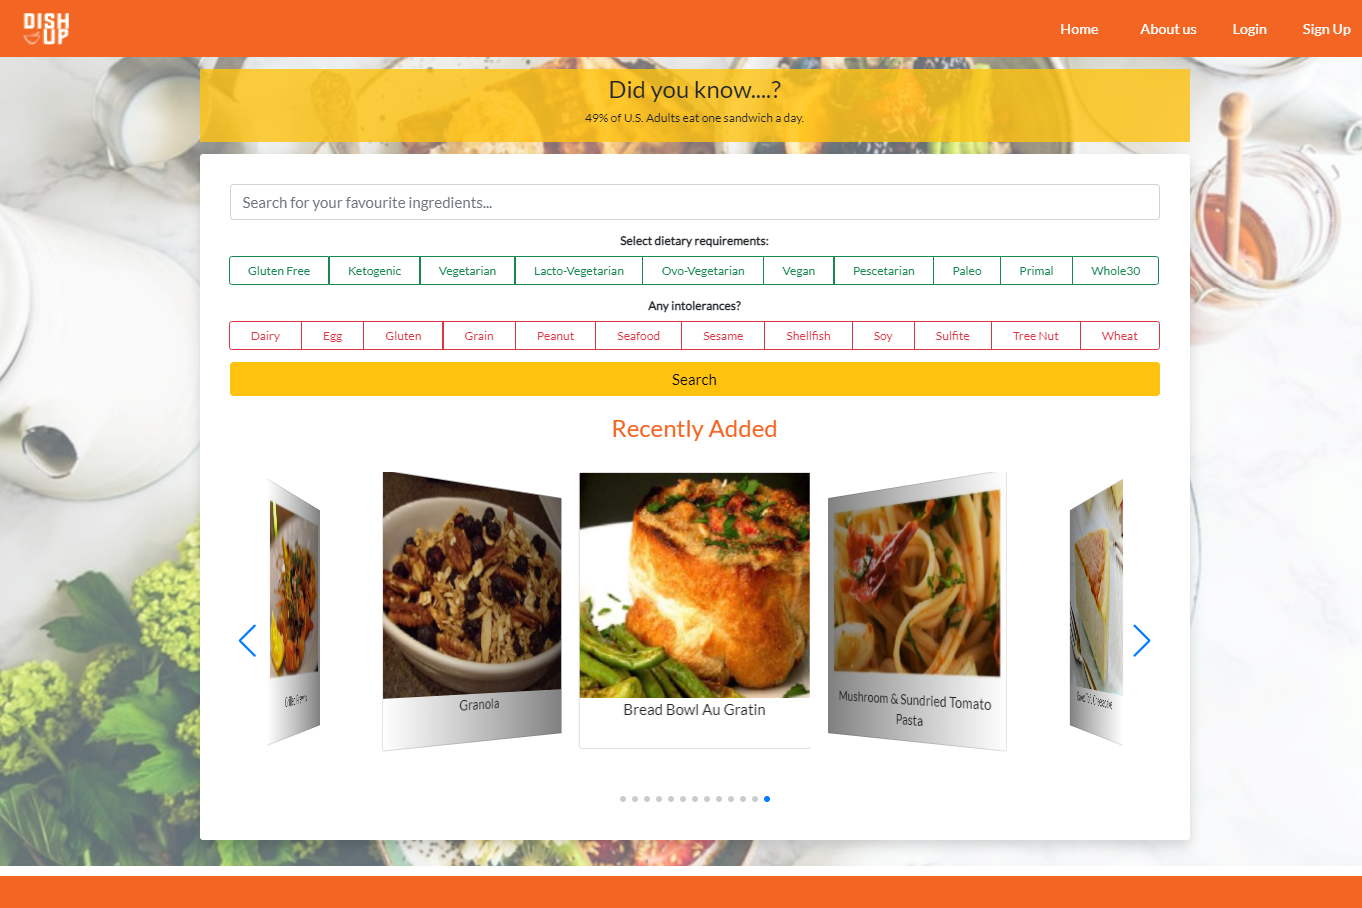 DISH
UP
Home
About us
Login
Sign Up
Did you know....?
49% of U.S. Adults eat one sandwich a day.
Search for your favourite ingredients...
Select dietary requirements:
Gluten Free
Ketogenic
Vegetarian
Lacto-Vegetarian
Ovo-Vegetarian
Vegan
Pescetarian
Paleo
Primal
Whole30
Any intolerances?
Dairy
Egg
Gluten
Grain
Peanut
Seafood
Sesame
Shellfish
Soy
Sulfite
Tree Nut
Wheat
Search
Recently Added
Granola
Bread Bowl Au Gratin
Mushroom & Sundried Tomato
Pasta